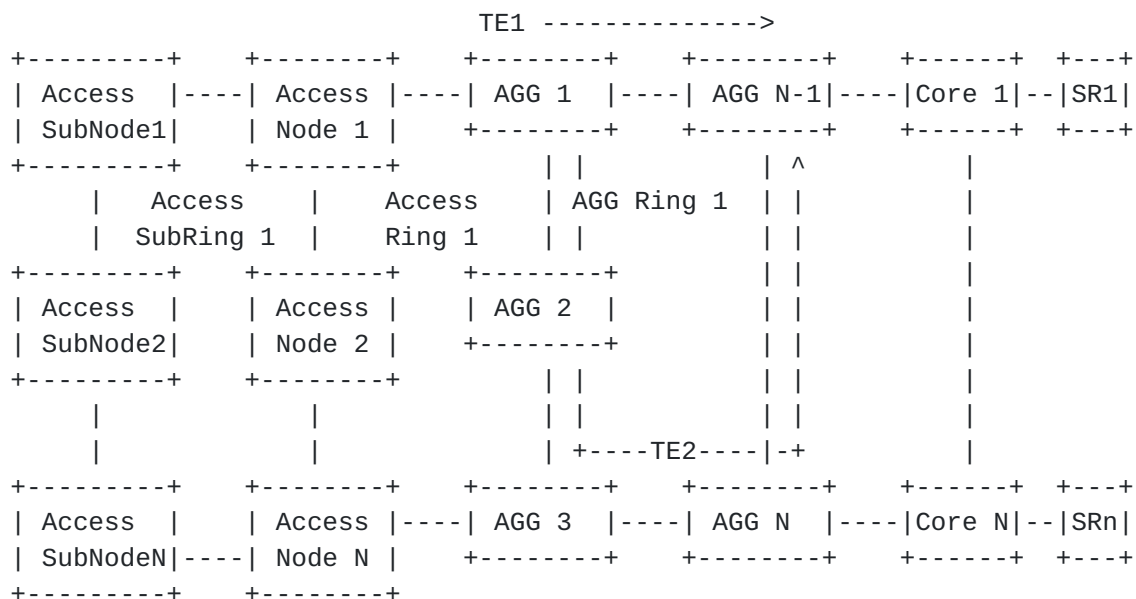 TE1 -------------->
+---------+    +--------+    +--------+    +--------+    +------+  +---+
| Access  |----| Access |----| AGG 1  |----| AGG N-1|----|Core 1|--|SR1|
| SubNode1|    | Node 1 |    +--------+    +--------+    +------+  +---+
+---------+    +--------+         | |            | ^          |
     |   Access    |    Access    | AGG Ring 1  | |          |
     |  SubRing 1  |    Ring 1    | |            | |          |
+---------+    +--------+    +--------+         | |          |
| Access  |    | Access |    | AGG 2  |         | |          |
| SubNode2|    | Node 2 |    +--------+         | |          |
+---------+    +--------+         | |            | |          |
     |             |              | |            | |          |
     |             |              | +----TE2----|-+          |
+---------+    +--------+    +--------+    +--------+    +------+  +---+
| Access  |    | Access |----| AGG 3  |----| AGG N  |----|Core N|--|SRn|
| SubNodeN|----| Node N |    +--------+    +--------+    +------+  +---+
+---------+    +--------+